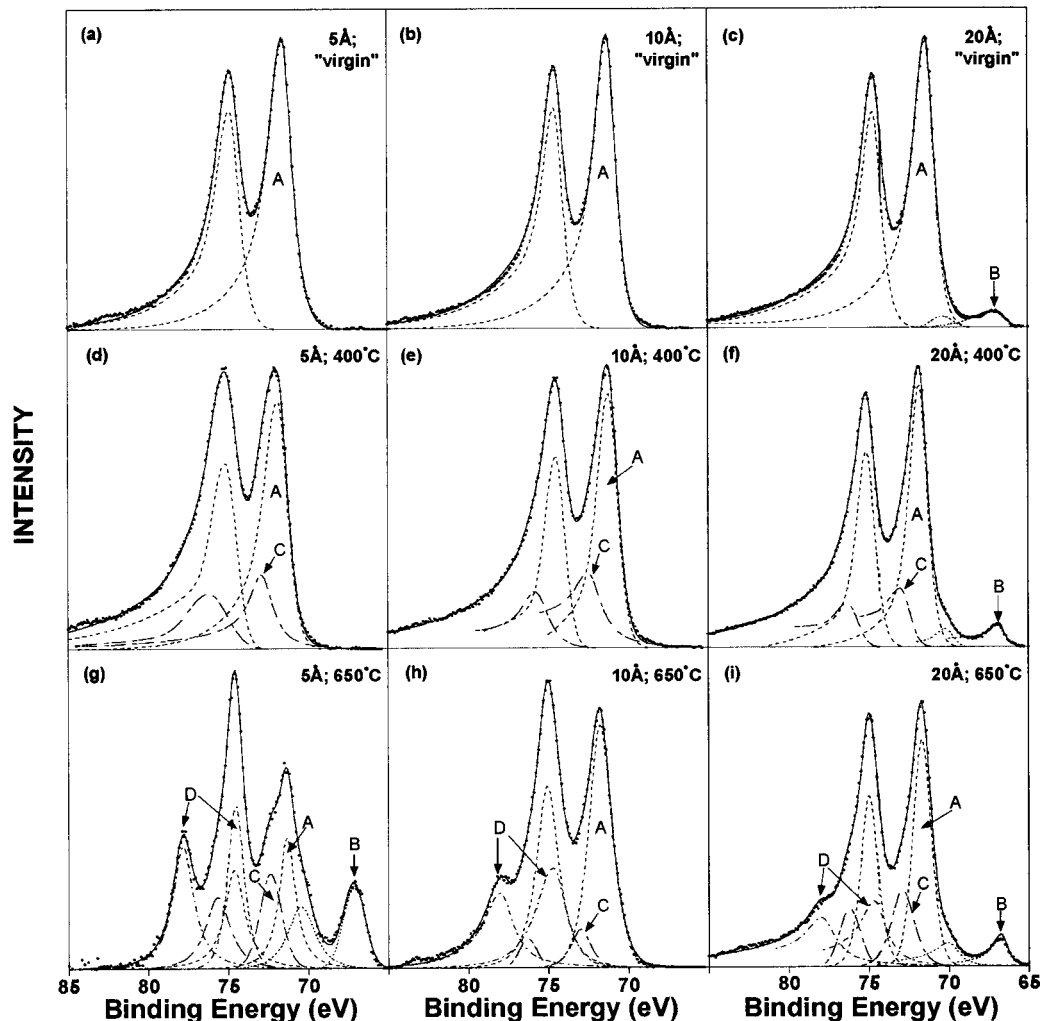 (a)
5Å;
"virgin"
A
(b)
10Å;
"virgin"
A
(c)
20Å;
"virgin"
A
B
(d)
5Å; 400°C
A
C
(e)
10Å; 400°C
A
C
(f)
20Å; 400°C
A
C
B
(g)
5Å; 650°C
D
A
B
C
(h)
10Å; 650°C
D
A
C
(i)
20Å; 650°C
A
D
C
B
INTENSITY
85 80 75 70
80 75 70
80 75 70 65
Binding Energy (eV)
Binding Energy (eV)
Binding Energy (eV)